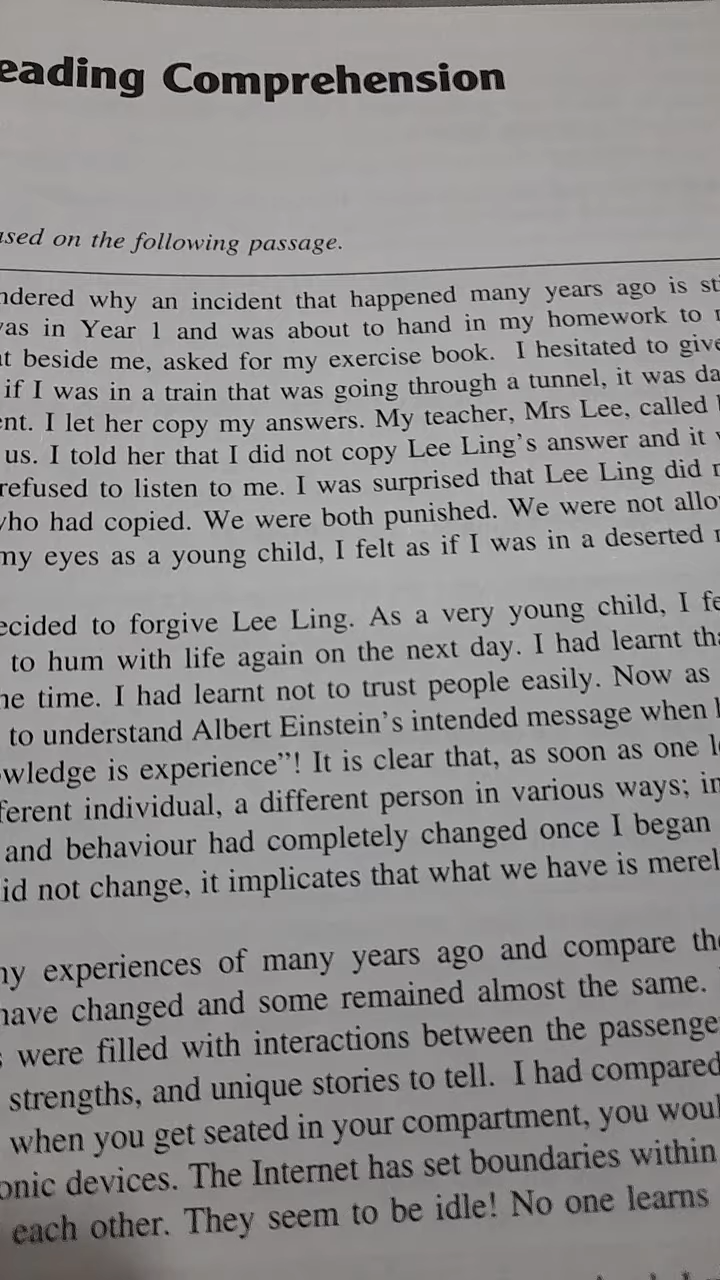 eading Comprehension
ased on the following passage.
ndered why an incident that happened many years ago is sti
as in Year 1 and was about to hand in my homework to
t beside me, asked for my exercise book. I hesitated to give
if I was in a train that was going through a tunnel, it was da
ent. I let her copy my answers. My teacher, Mrs Lee, called
us. I told her that I did not copy Lee Ling's answer and it
refused to listen to me. I was surprised that Lee Ling did
who had copied. We were both punished. We were not allo
my eyes as a young child, I felt as if I was in a deserted
ecided to forgive Lee Ling. As a very young child, I fe
to hum with life again on the next day. I had learnt tha
ne time. I had learnt not to trust people easily. Now as
to understand Albert Einstein's intended message when
wledge is experience"! It is clear that, as soon as one
ferent individual, a different person in various ways; in
and behaviour had completely changed once I began
id not change, it implicates that what we have is merel
ny experiences of many years ago and compare the
have changed and some remained almost the same.
were filled with interactions between the passenge
strengths, and unique stories to tell. I had compared
when you get seated in your compartment, you woul
onic devices. The Internet has set boundaries within
each other. They seem to be idle! No one learns